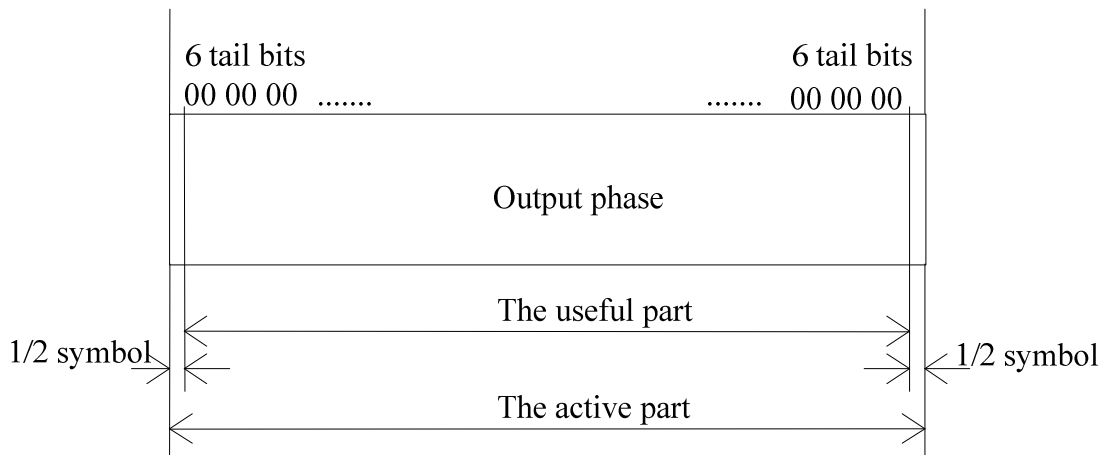 6 tail bits 6 tail bits
00 00 00 ....... ....... 00 00 00
Output phase
The useful part
1/2 symbol 1/2 symbol
The active part